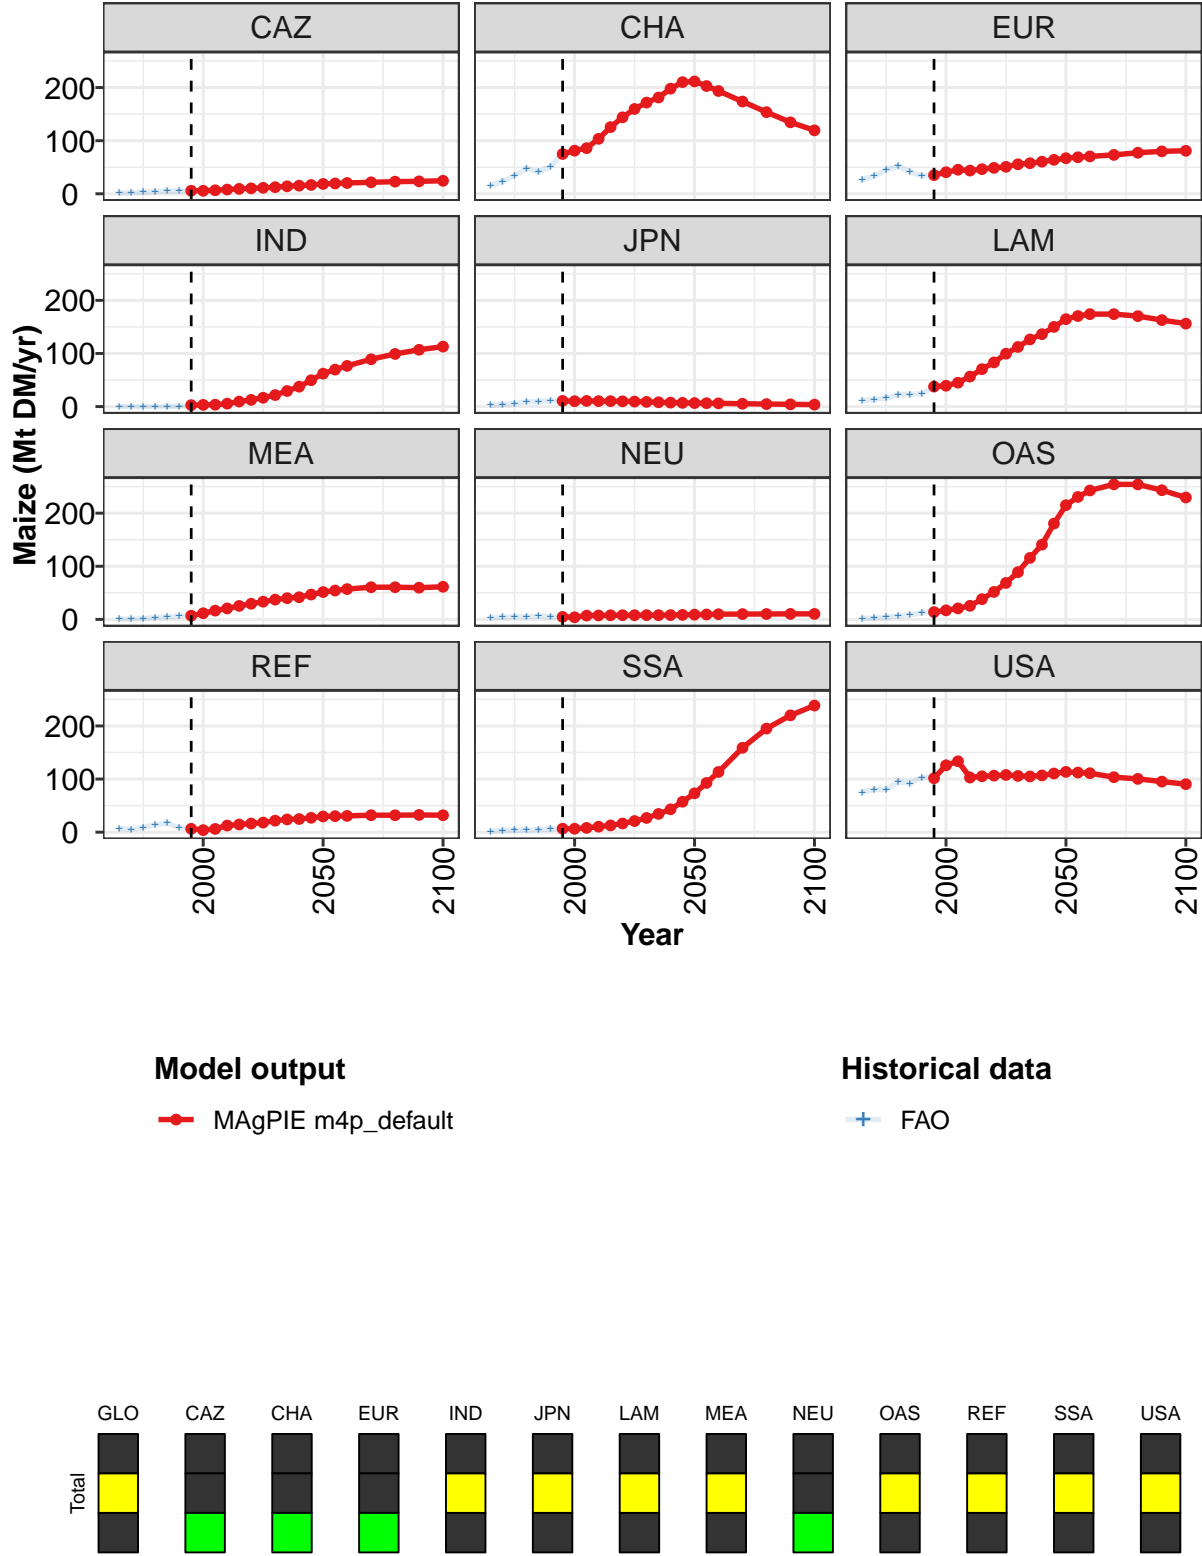 CAZ CHA EUR
200
100
0
IND JPN LAM
200
100
0
MEA NEU OAS
200
100
0
REF SSA USA
200
100
0
Maize (Mt DM/yr)
2000 2050 2100 2000 2050 2100 2000 2050 2100
Year
Model output Historical data
MAgPIE m4p_default FAO
GLO CAZ CHA EUR IND JPN LAM MEA NEU OAS REF SSA USA
Total